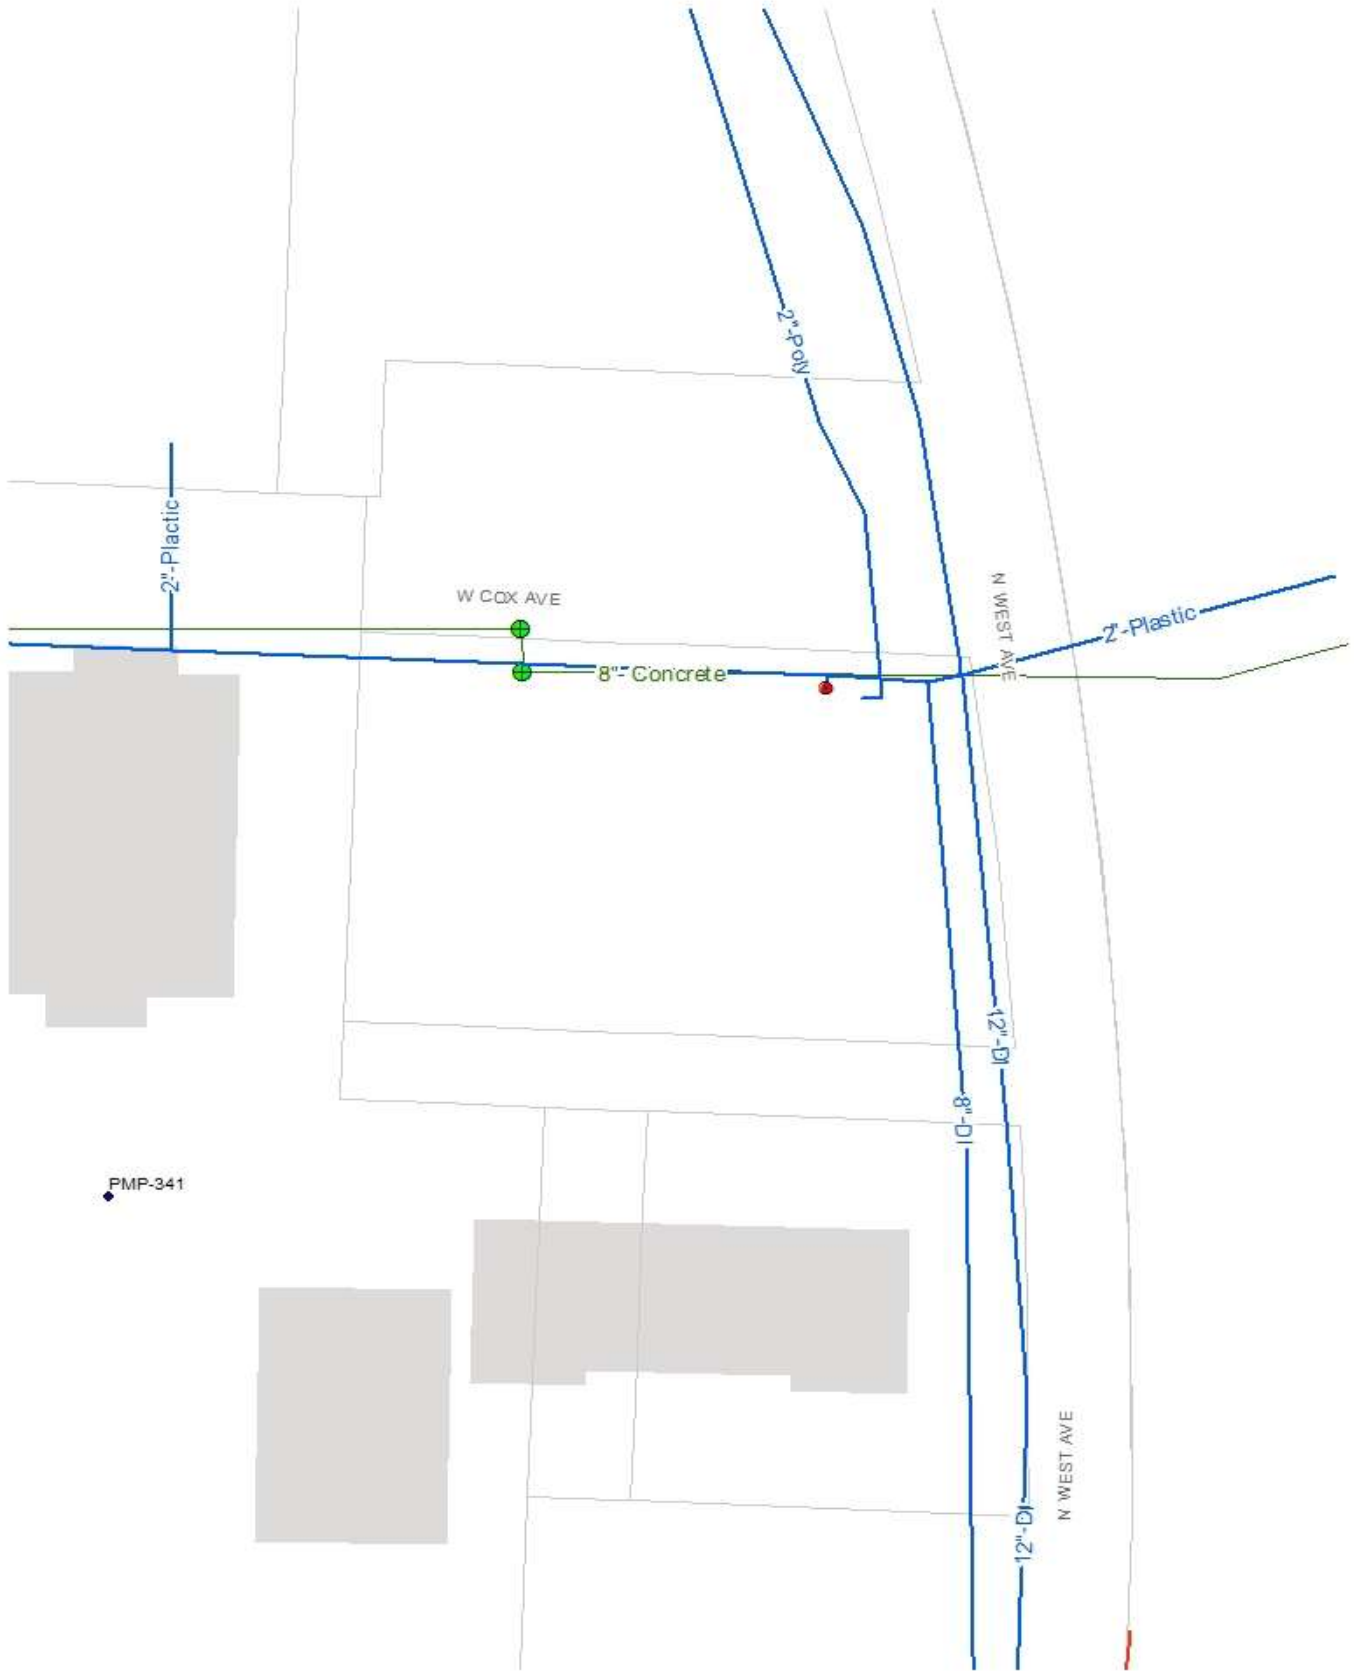 2"-Poly
2"-Plactic
W COX AVE
N WEST AVE
2"-Plastic
8"- Concrete
12"-DI
8"-DI
PMP-341
N WEST AVE
12"-DI